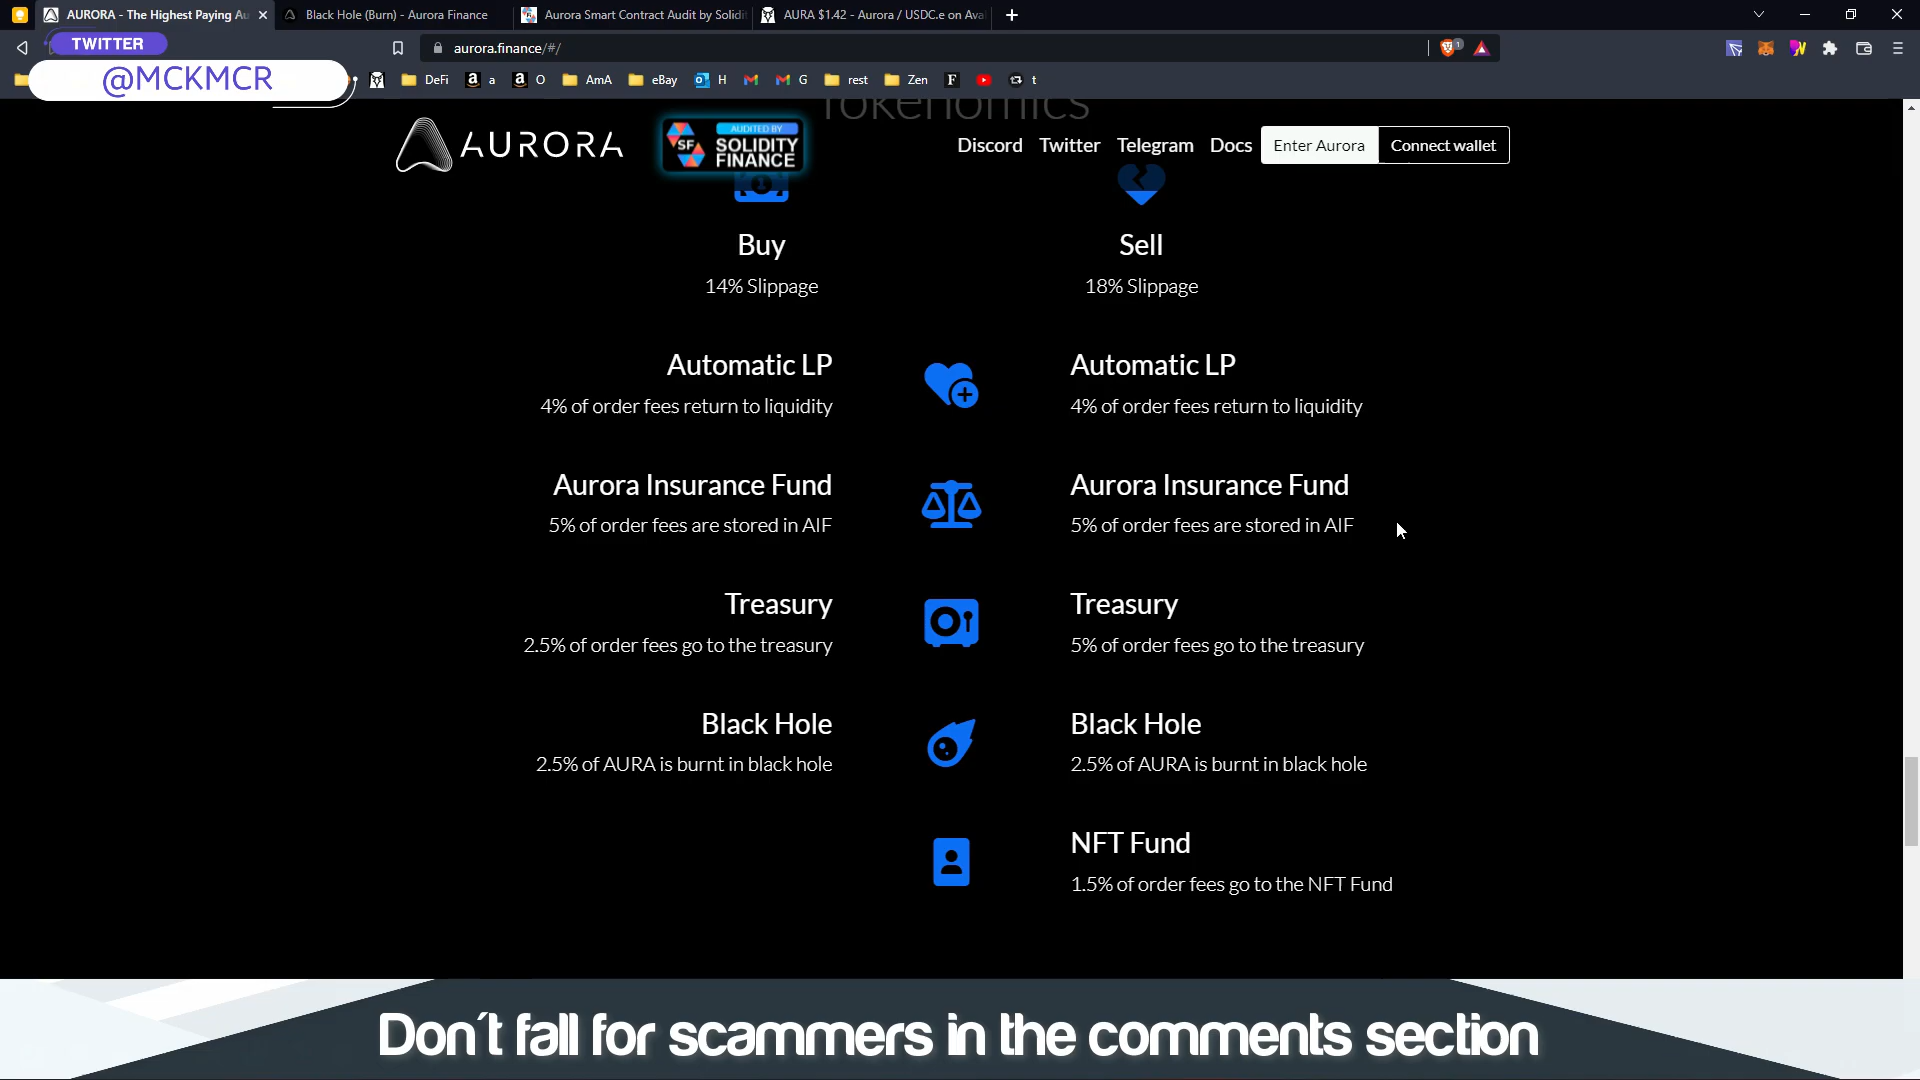 AURORA - The Highest Paying Au
Black Hole (Burn) - Aurora Finance
Aurora Smart Contract Audit by Solidi
AURA $1.42 - Aurora / USDC.e on Ava
TWITTER
@MCKMCR
aurora.finance/#/
1
DeFi
a
O
AmA
eBay
H
G
rest
Zen
t
Tokenomics
AURORA
AUDITED BY
SF
SOLIDITY
FINANCE
Discord
Twitter
Telegram
Docs
Enter Aurora
Connect wallet
Buy
14% Slippage
Sell
18% Slippage
Automatic LP
4% of order fees return to liquidity
Automatic LP
4% of order fees return to liquidity
Aurora Insurance Fund
5% of order fees are stored in AIF
Aurora Insurance Fund
5% of order fees are stored in AIF
Treasury
2.5% of order fees go to the treasury
Treasury
5% of order fees go to the treasury
Black Hole
2.5% of AURA is burnt in black hole
Black Hole
2.5% of AURA is burnt in black hole
NFT Fund
1.5% of order fees go to the NFT Fund
Don´t fall for scammers in the comments section